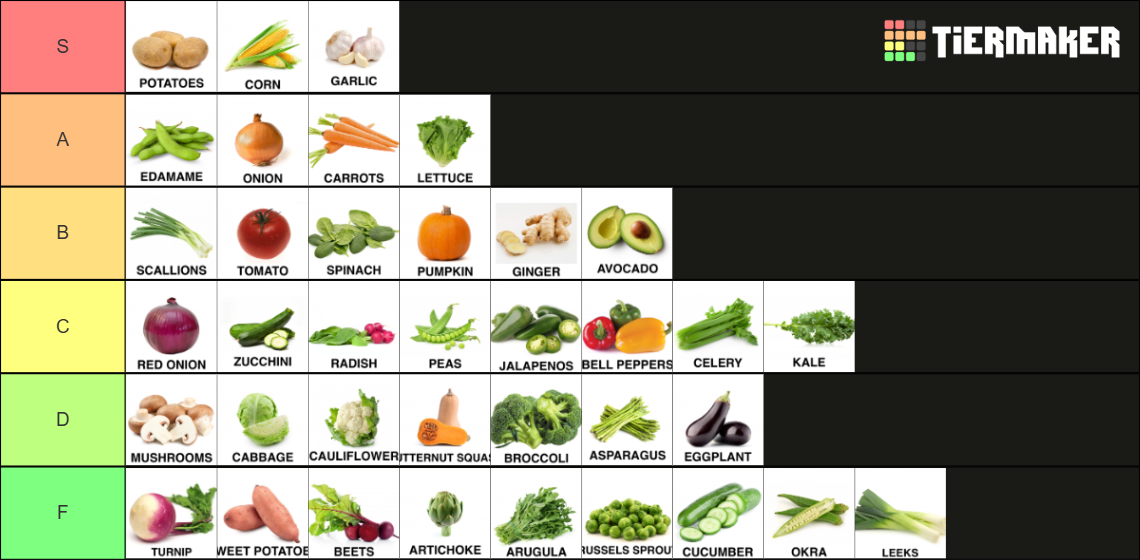 S
POTATOES
CORN
GARLIC
TIERMAKER
A
EDAMAME
ONION
CARROTS
LETTUCE
B
SCALLIONS
TOMATO
SPINACH
PUMPKIN
GINGER
AVOCADO
C
RED ONION
ZUCCHINI
RADISH
PEAS
JALAPENOS
BELL PEPPERS
CELERY
KALE
D
MUSHROOMS
CABBAGE
CAULIFLOWER
UTTERNUT SQUAS
BROCCOLI
ASPARAGUS
EGGPLANT
F
TURNIP
WEET POTATOE
BEETS
ARTICHOKE
ARUGULA
RUSSELS SPROUT
CUCUMBER
OKRA
LEEKS